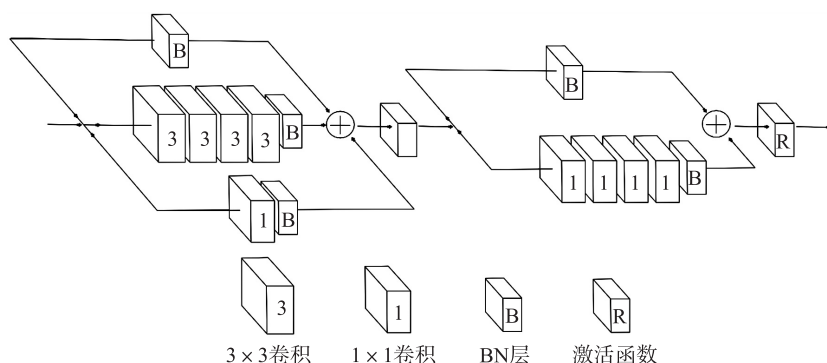 B
B
3 3 3 3 B
R
1 1 1 1 B
1 B
3 1 B R
3×3卷积 1×1卷积 BN层 激活函数